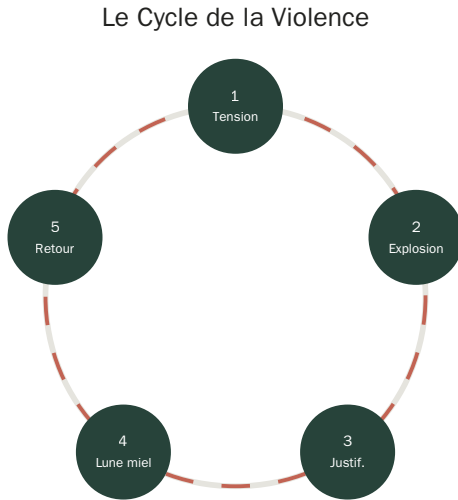 Le Cycle de la Violence
1
Tension
2
Explosion
3
Justif.
4
Lune miel
5
Retour